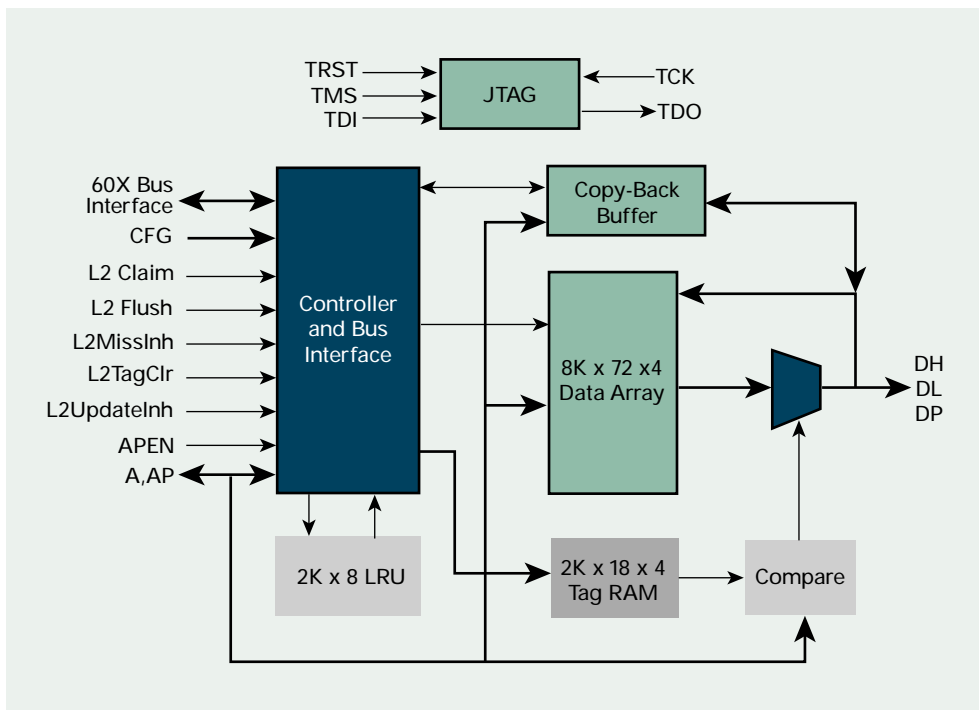 TRST
TMS
TDI
JTAG
TCK
TDO
60X Bus
Interface
CFG
L2 Claim
L2 Flush
L2MissInh
L2TagClr
L2UpdateInh
APEN
A,AP
Controller
and Bus
Interface
Copy-Back
Buffer
8K x 72 x4
Data Array
DH
DL
DP
2K x 8 LRU
2K x 18 x 4
Tag RAM
Compare